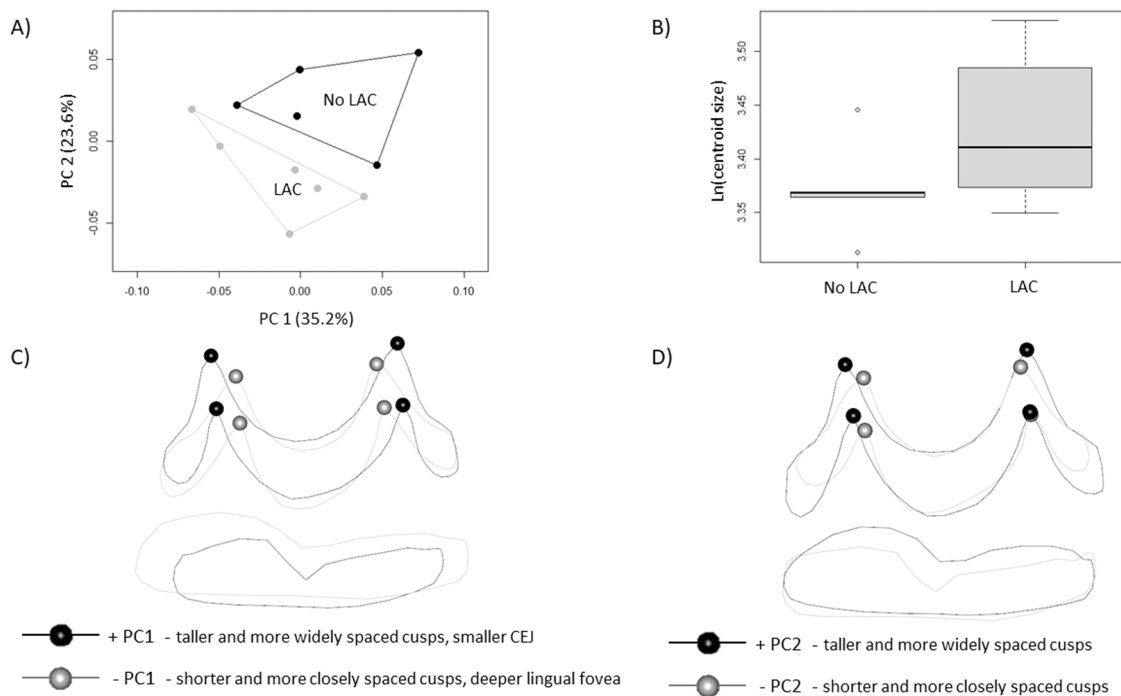 A)
0.05
0.00
-0.05
PC 2 (23.6%)
No LAC
LAC
-0.10
-0.05
0.00
0.05
0.10
PC 1 (35.2%)
B)
3.50
3.45
3.40
3.35
Ln(centroid size)
No LAC
LAC
C)
+ PC1 - taller and more widely spaced cusps, smaller CEJ
- PC1 - shorter and more closely spaced cusps, deeper lingual fovea
D)
+ PC2 - taller and more widely spaced cusps
- PC2 - shorter and more closely spaced cusps